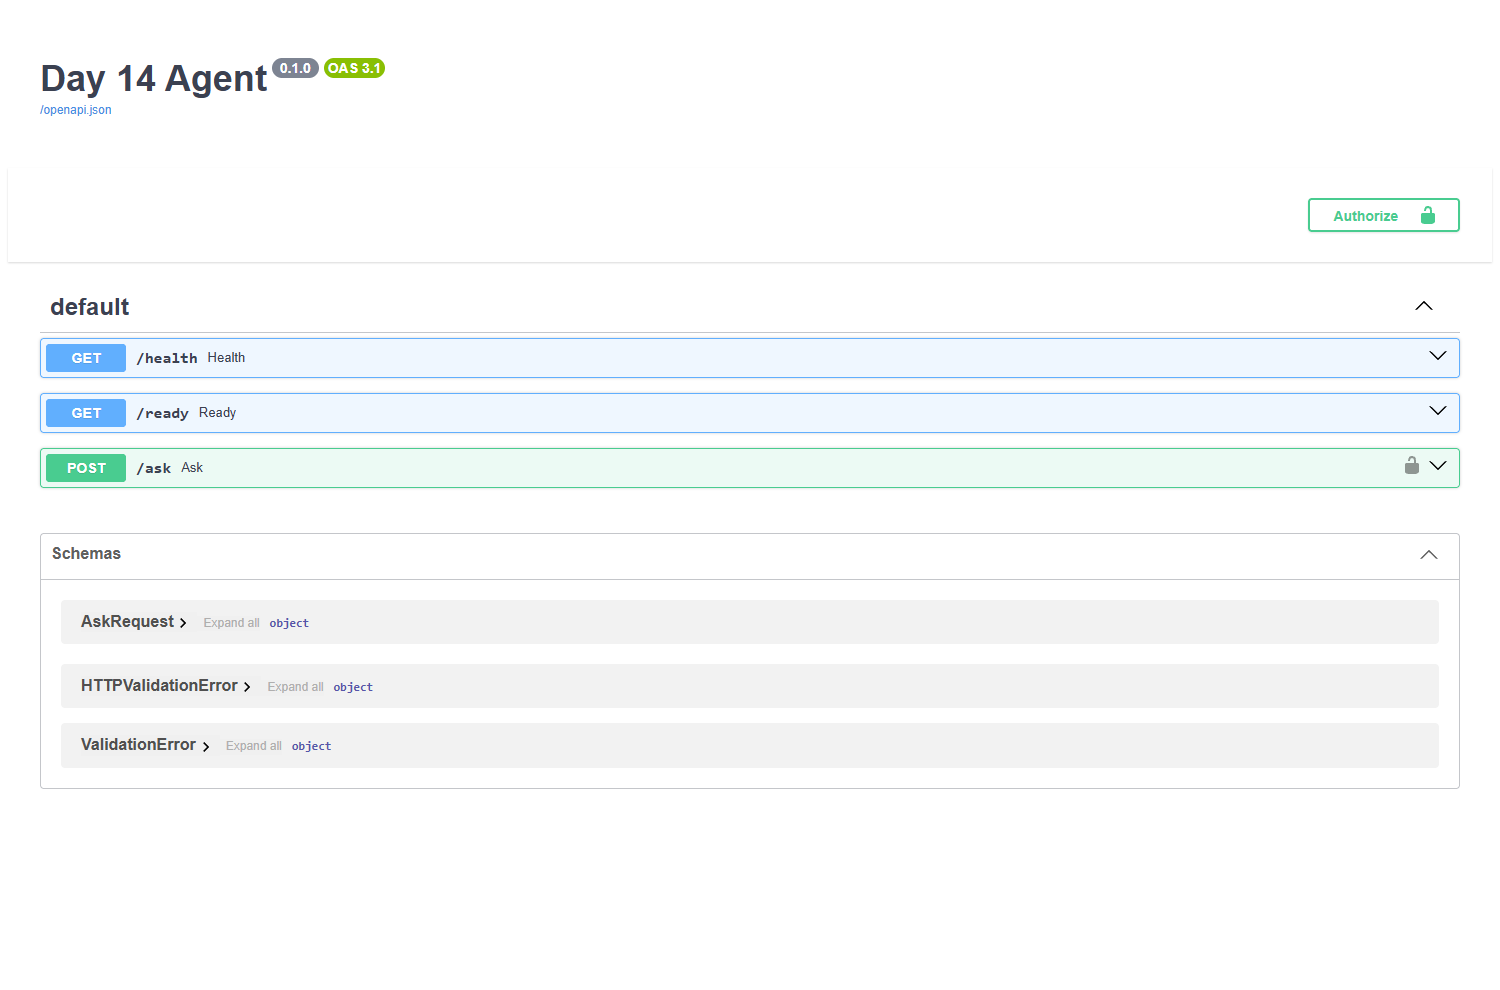 Day 14 Agent 0.1.0 OAS 3.1
/openapi.json
Authorize
default
GET /health Health
GET /ready Ready
POST /ask Ask
Schemas
AskRequest Expand all object
HTTPValidationError Expand all object
ValidationError Expand all object